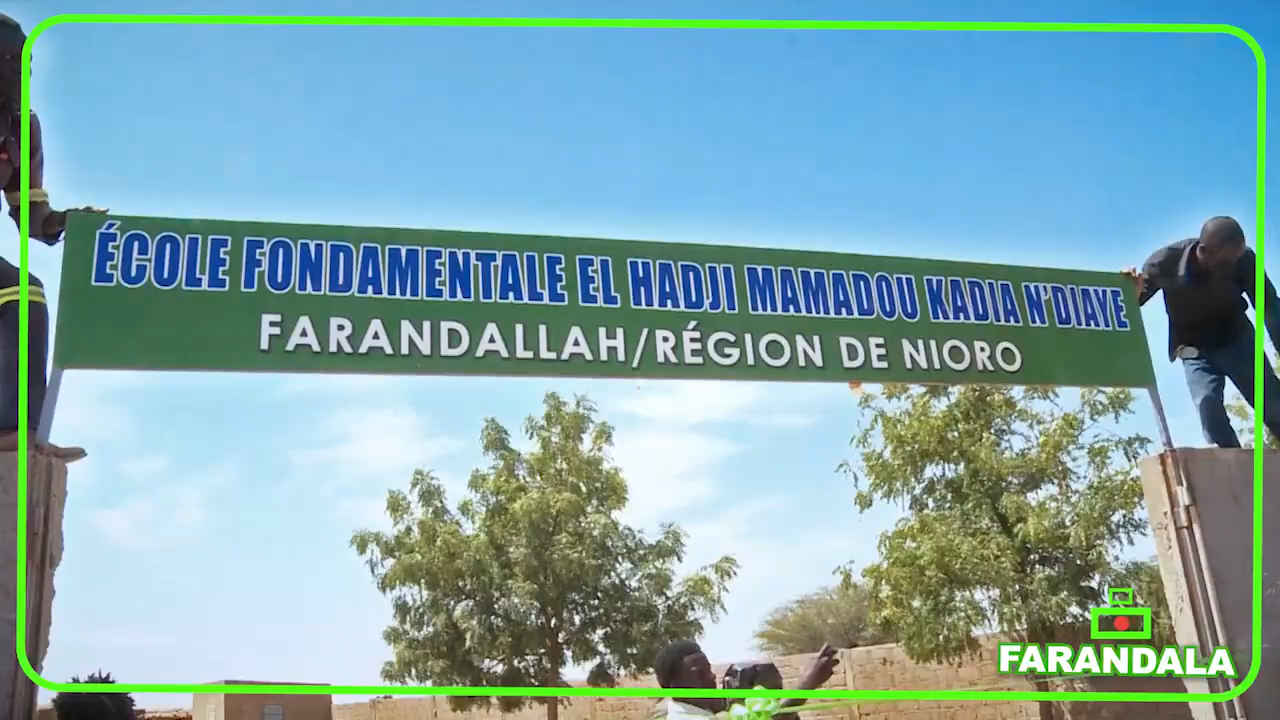 ÉCOLE FONDAMENTALE EL HADJI MAMADOU KADIA N'DIAYE
FARANDALLAH/RÉGION DE NIORO
FARANDALA